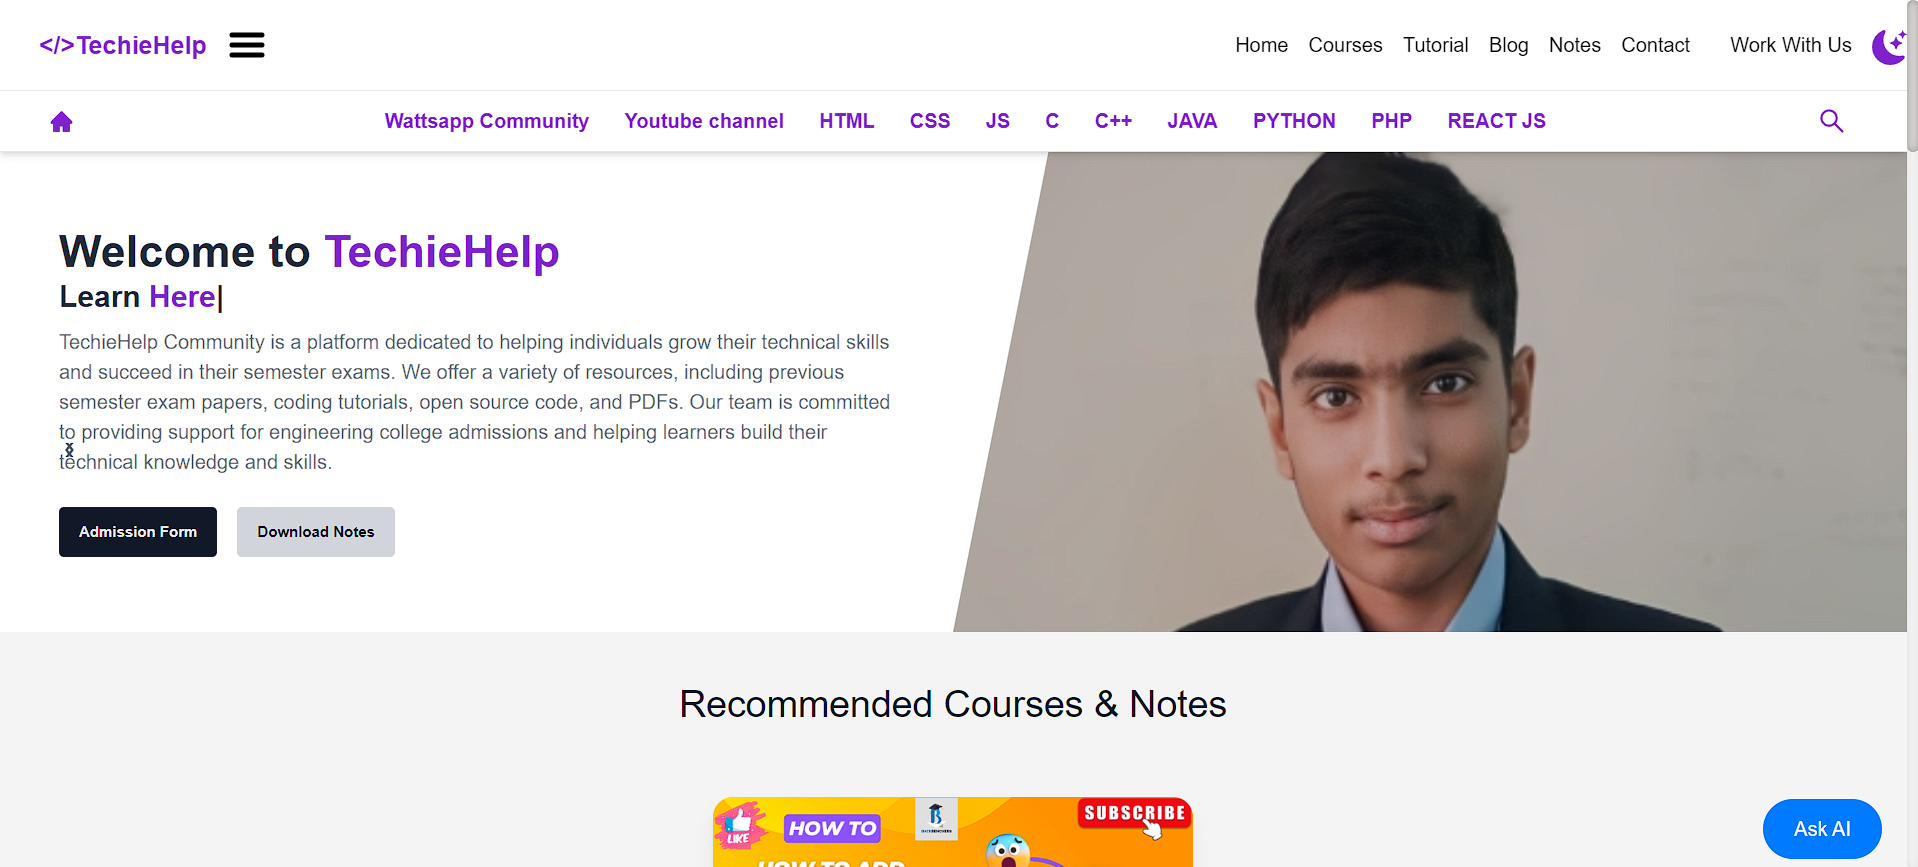 </>TechieHelp
Home Courses Tutorial Blog Notes Contact Work With Us
Wattsapp Community Youtube channel HTML CSS JS C C++ JAVA PYTHON PHP REACT JS
Welcome to TechieHelp
Learn Here|
TechieHelp Community is a platform dedicated to helping individuals grow their technical skills
and succeed in their semester exams. We offer a variety of resources, including previous
semester exam papers, coding tutorials, open source code, and PDFs. Our team is committed
to providing support for engineering college admissions and helping learners build their
technical knowledge and skills.
Admission Form Download Notes
Recommended Courses & Notes
LIKE
HOW TO
SUBSCRIBE
HOW TO ADD
Ask AI